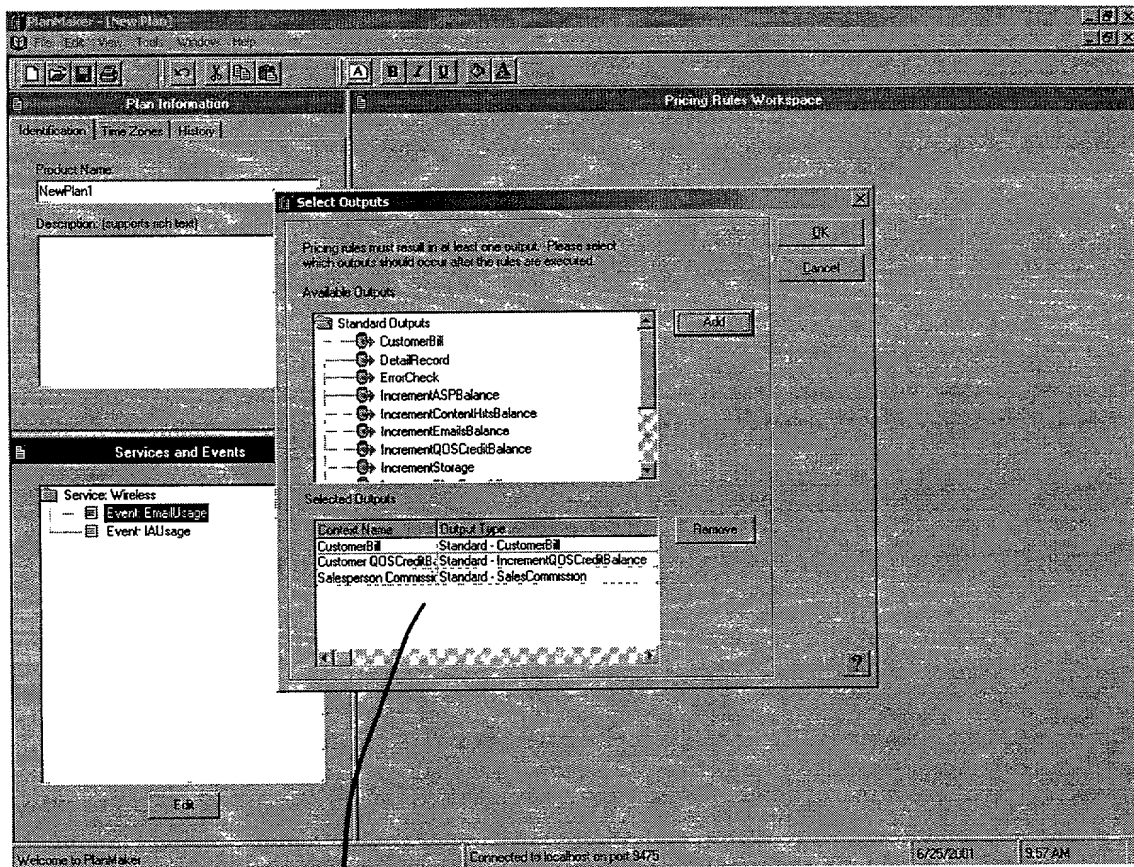 PlanMaker - [New Plan]
File Edit View Tools Window Help
A B I U A
Plan Information
Pricing Rules Workspace
Identification Time Zones History
Product Name:
NewPlan1
Description: (supports rich text)
Select Outputs
OK
Cancel
Pricing rules must result in at least one output. Please select
which outputs should occur after the rules are executed.
Available Outputs
Standard Outputs
CustomerBill
DetailRecord
ErrorCheck
IncrementASPBalance
IncrementContentHitsBalance
IncrementEmailsBalance
IncrementQOSCreditBalance
IncrementStorage
Add
Services and Events
Service: Wireless
Event: EmailUsage
Event: IAUsage
Selected Outputs
Context Name Output Type
CustomerBill Standard - CustomerBill
Customer QOSCreditBa Standard - IncrementQOSCreditBalance
Salesperson Commissic Standard - SalesCommission
Remove
?
Edit
Welcome to PlanMaker
Connected to localhost on port 9475
6/25/2001
9:57 AM